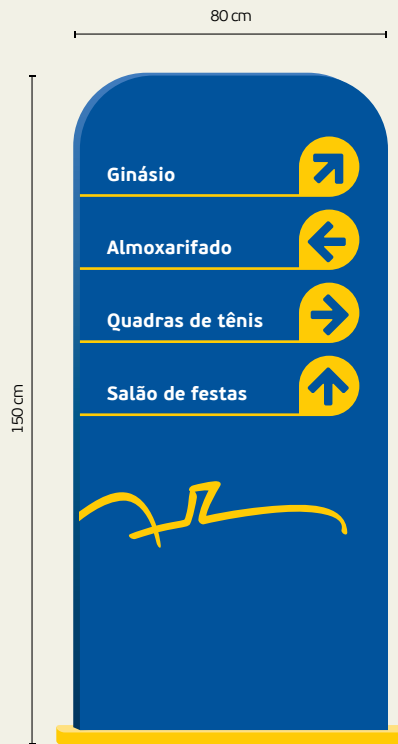 80 cm
Ginásio
Almoxarifado
Quadras de tênis
Salão de festas
150 cm